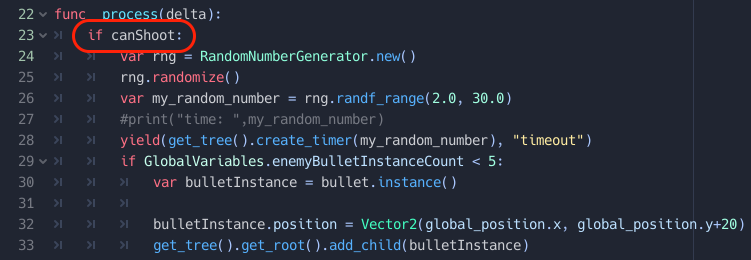 22 func _process(delta):
23 if canShoot:
24 var rng = RandomNumberGenerator.new()
25 rng.randomize()
26 var my_random_number = rng.randf_range(2.0, 30.0)
27 #print("time: ",my_random_number)
28 yield(get_tree().create_timer(my_random_number), "timeout")
29 if GlobalVariables.enemyBulletInstanceCount < 5:
30 var bulletInstance = bullet.instance()
31
32 bulletInstance.position = Vector2(global_position.x, global_position.y+20)
33 get_tree().get_root().add_child(bulletInstance)